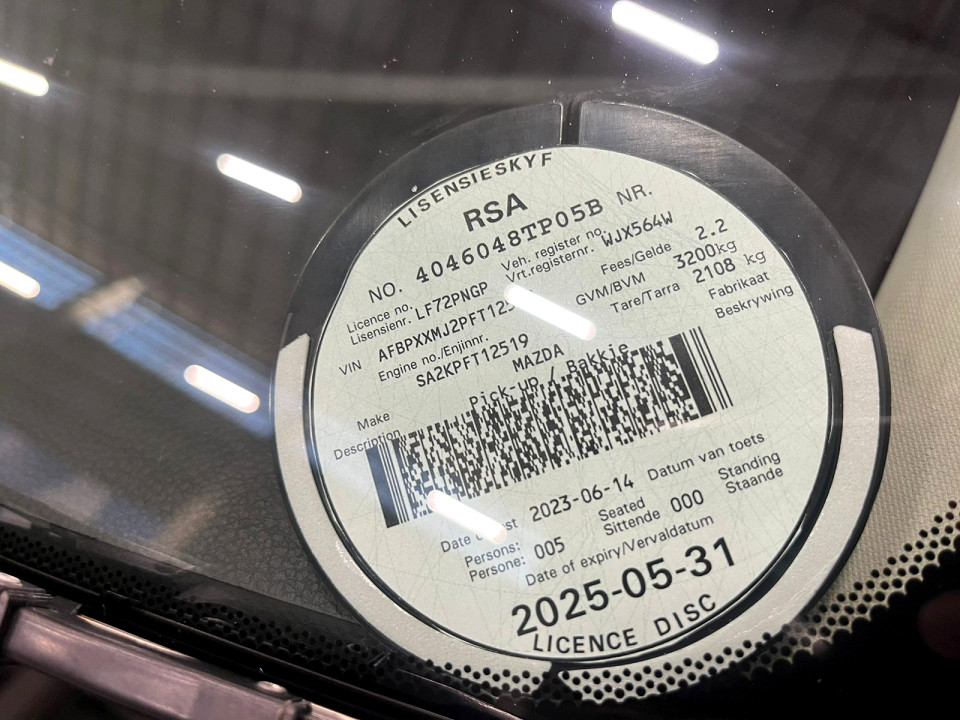 LISENSIESKYF
RSA
NO. 4046048TP05B NR.
Licence no. Lisensienr. LF72PNGP Veh. register no. Vrt.registernr. WJX564W
VIN Fees/Gelde 2.2
GVM/BVM 3200kg
Engine no./Enjinnr. SA2KPFT12519 Tare/Tarra 2108 kg
Make MAZDA Fabrikaat
Description Pick-up / Bakkie Beskrywing
Date of test 2023-06-14 Datum van toets
Persons: Persone: 005 Seated Sittende 000 Standing Staande
Date of expiry/Vervaldatum
2025-05-31
LICENCE DISC